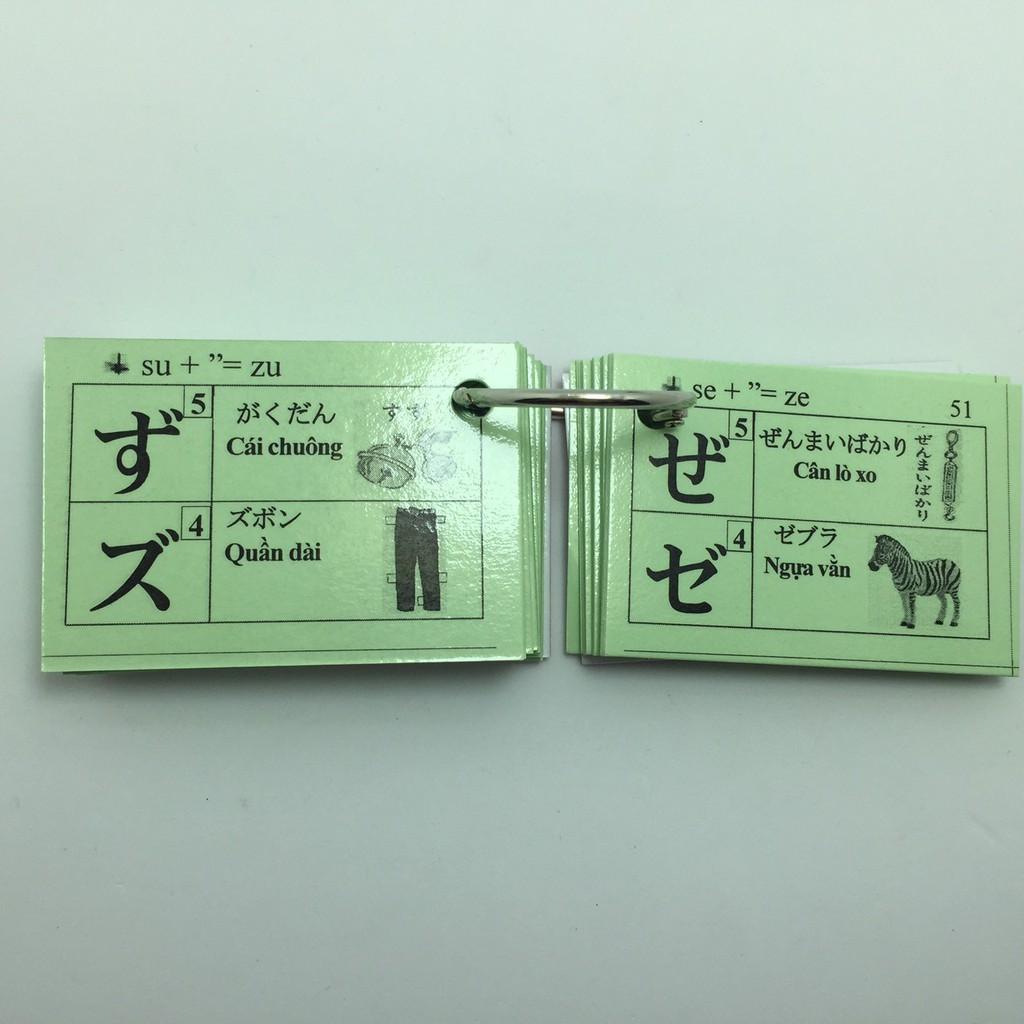 su + ”= zu
ず
5
がくだん
Cái chuông
ズ
4
ズボン
Quần dài
se + ”= ze
51
ぜ
5
ぜんまいばかり
Cân lò xo
ぜんまいばかり
ゼ
4
ゼブラ
Ngựa vằn